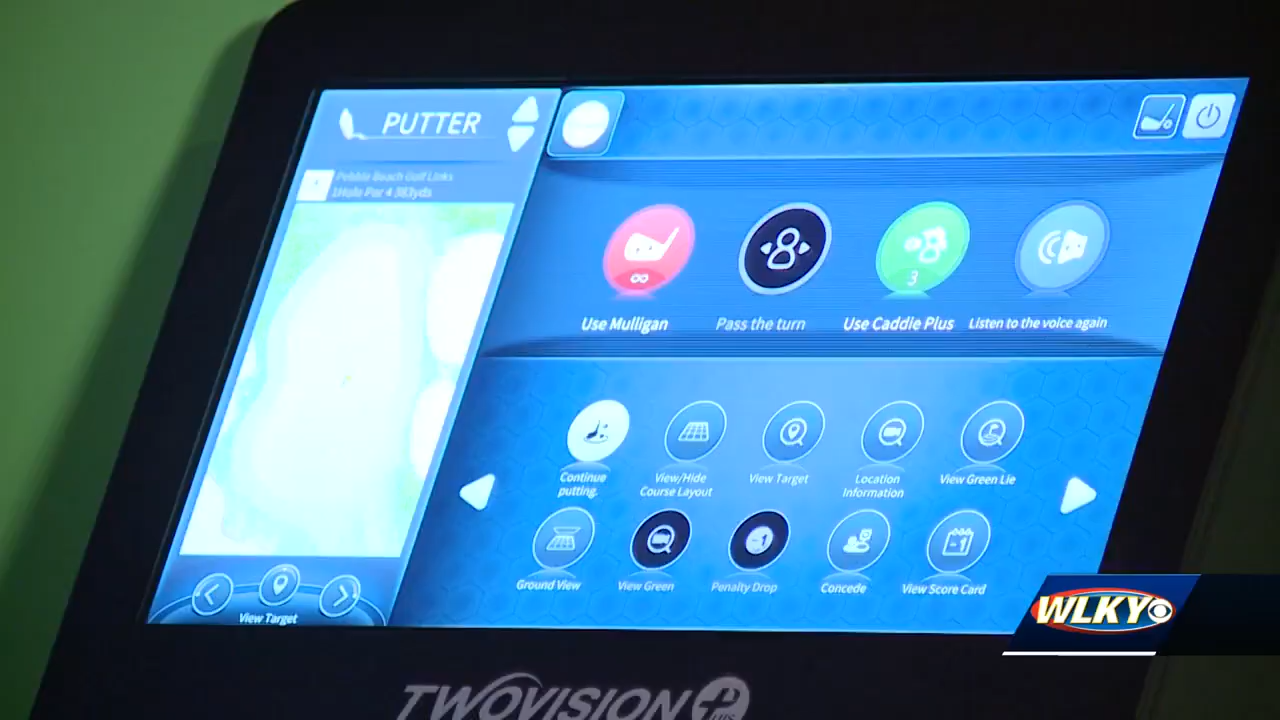 PUTTER
Pebble Beach Golf Links
1Hole Par 4 383yds
View Target
∞
3
Use Mulligan
Pass the turn
Use Caddie Plus
Listen to the voice again
Continue
putting.
View/Hide
Course Layout
View Target
Location
Information
View Green Lie
-1
-1
Ground View
View Green
Penalty Drop
Concede
View Score Card
WLKY
TWOVISION